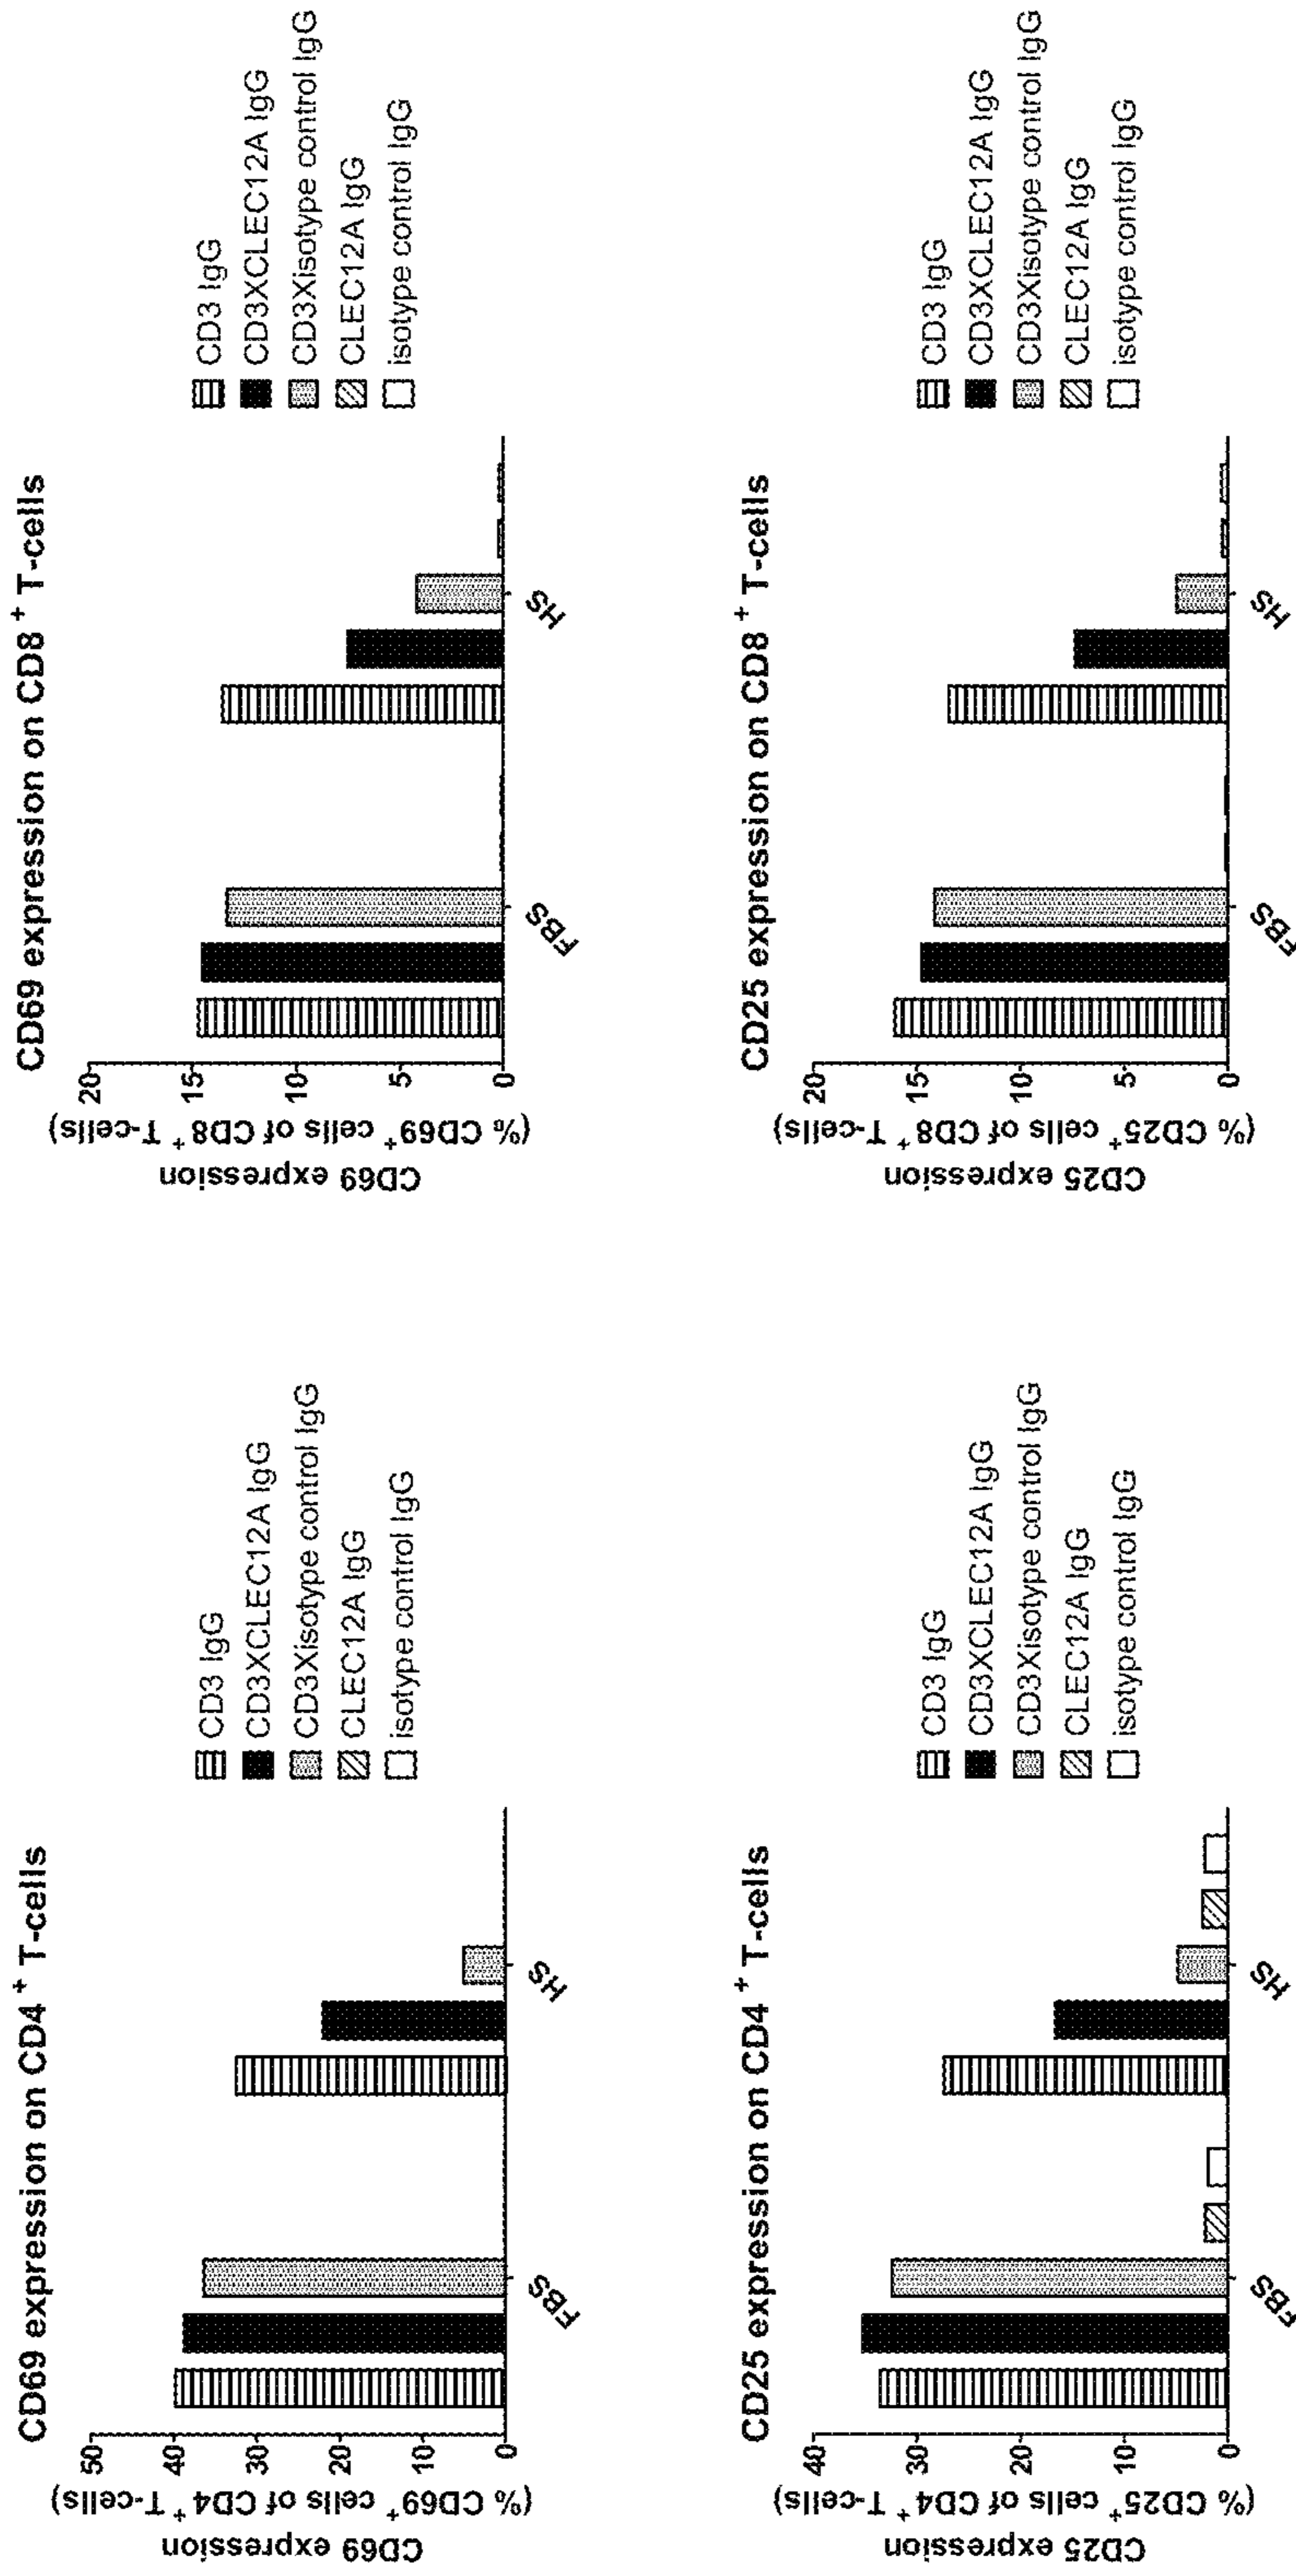 CD69 expression on CD4⁺ T-cells
CD69 expression
(% CD69⁺ cells of CD4⁺ T-cells)
50
40
30
20
10
0
FBS
HS
CD3 IgG
CD3XCLEC12A IgG
CD3Xisotype control IgG
CLEC12A IgG
isotype control IgG
CD69 expression on CD8⁺ T-cells
CD69 expression
(% CD69⁺ cells of CD8⁺ T-cells)
20
15
10
5
0
FBS
HS
CD3 IgG
CD3XCLEC12A IgG
CD3Xisotype control IgG
CLEC12A IgG
isotype control IgG
CD25 expression on CD4⁺ T-cells
CD25 expression
(% CD25⁺ cells of CD4⁺ T-cells)
40
30
20
10
0
FBS
HS
CD3 IgG
CD3XCLEC12A IgG
CD3Xisotype control IgG
CLEC12A IgG
isotype control IgG
CD25 expression on CD8⁺ T-cells
CD25 expression
(% CD25⁺ cells of CD8⁺ T-cells)
20
15
10
5
0
FBS
HS
CD3 IgG
CD3XCLEC12A IgG
CD3Xisotype control IgG
CLEC12A IgG
isotype control IgG